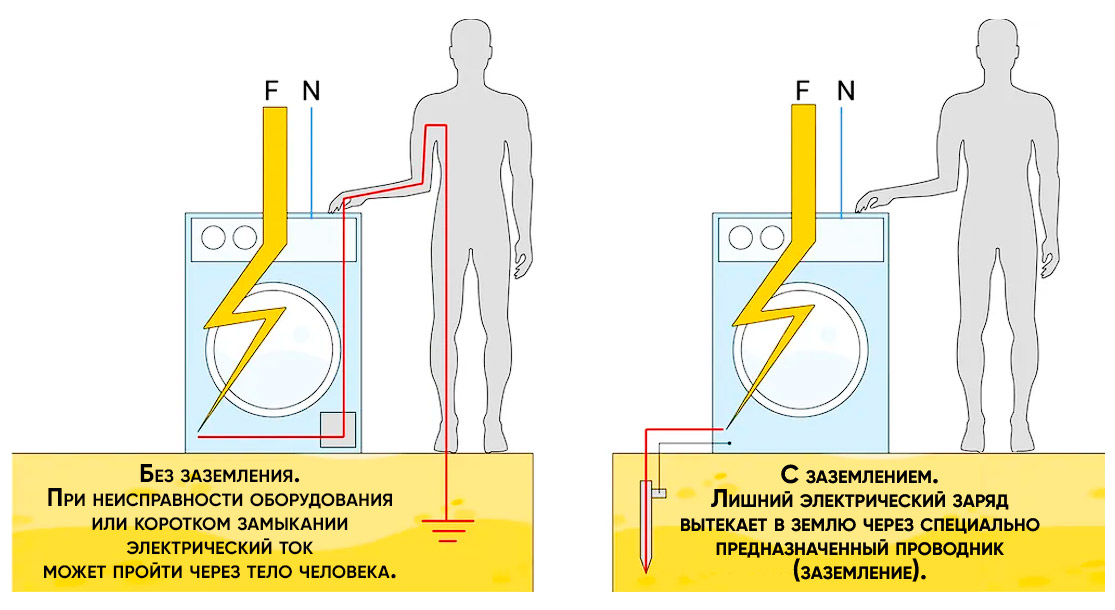 F N
Без заземления.
При неисправности оборудования
или коротком замыкании
электрический ток
может пройти через тело человека.
F N
С заземлением.
Лишний электрический заряд
вытекает в землю через специально
предназначенный проводник
(заземление).